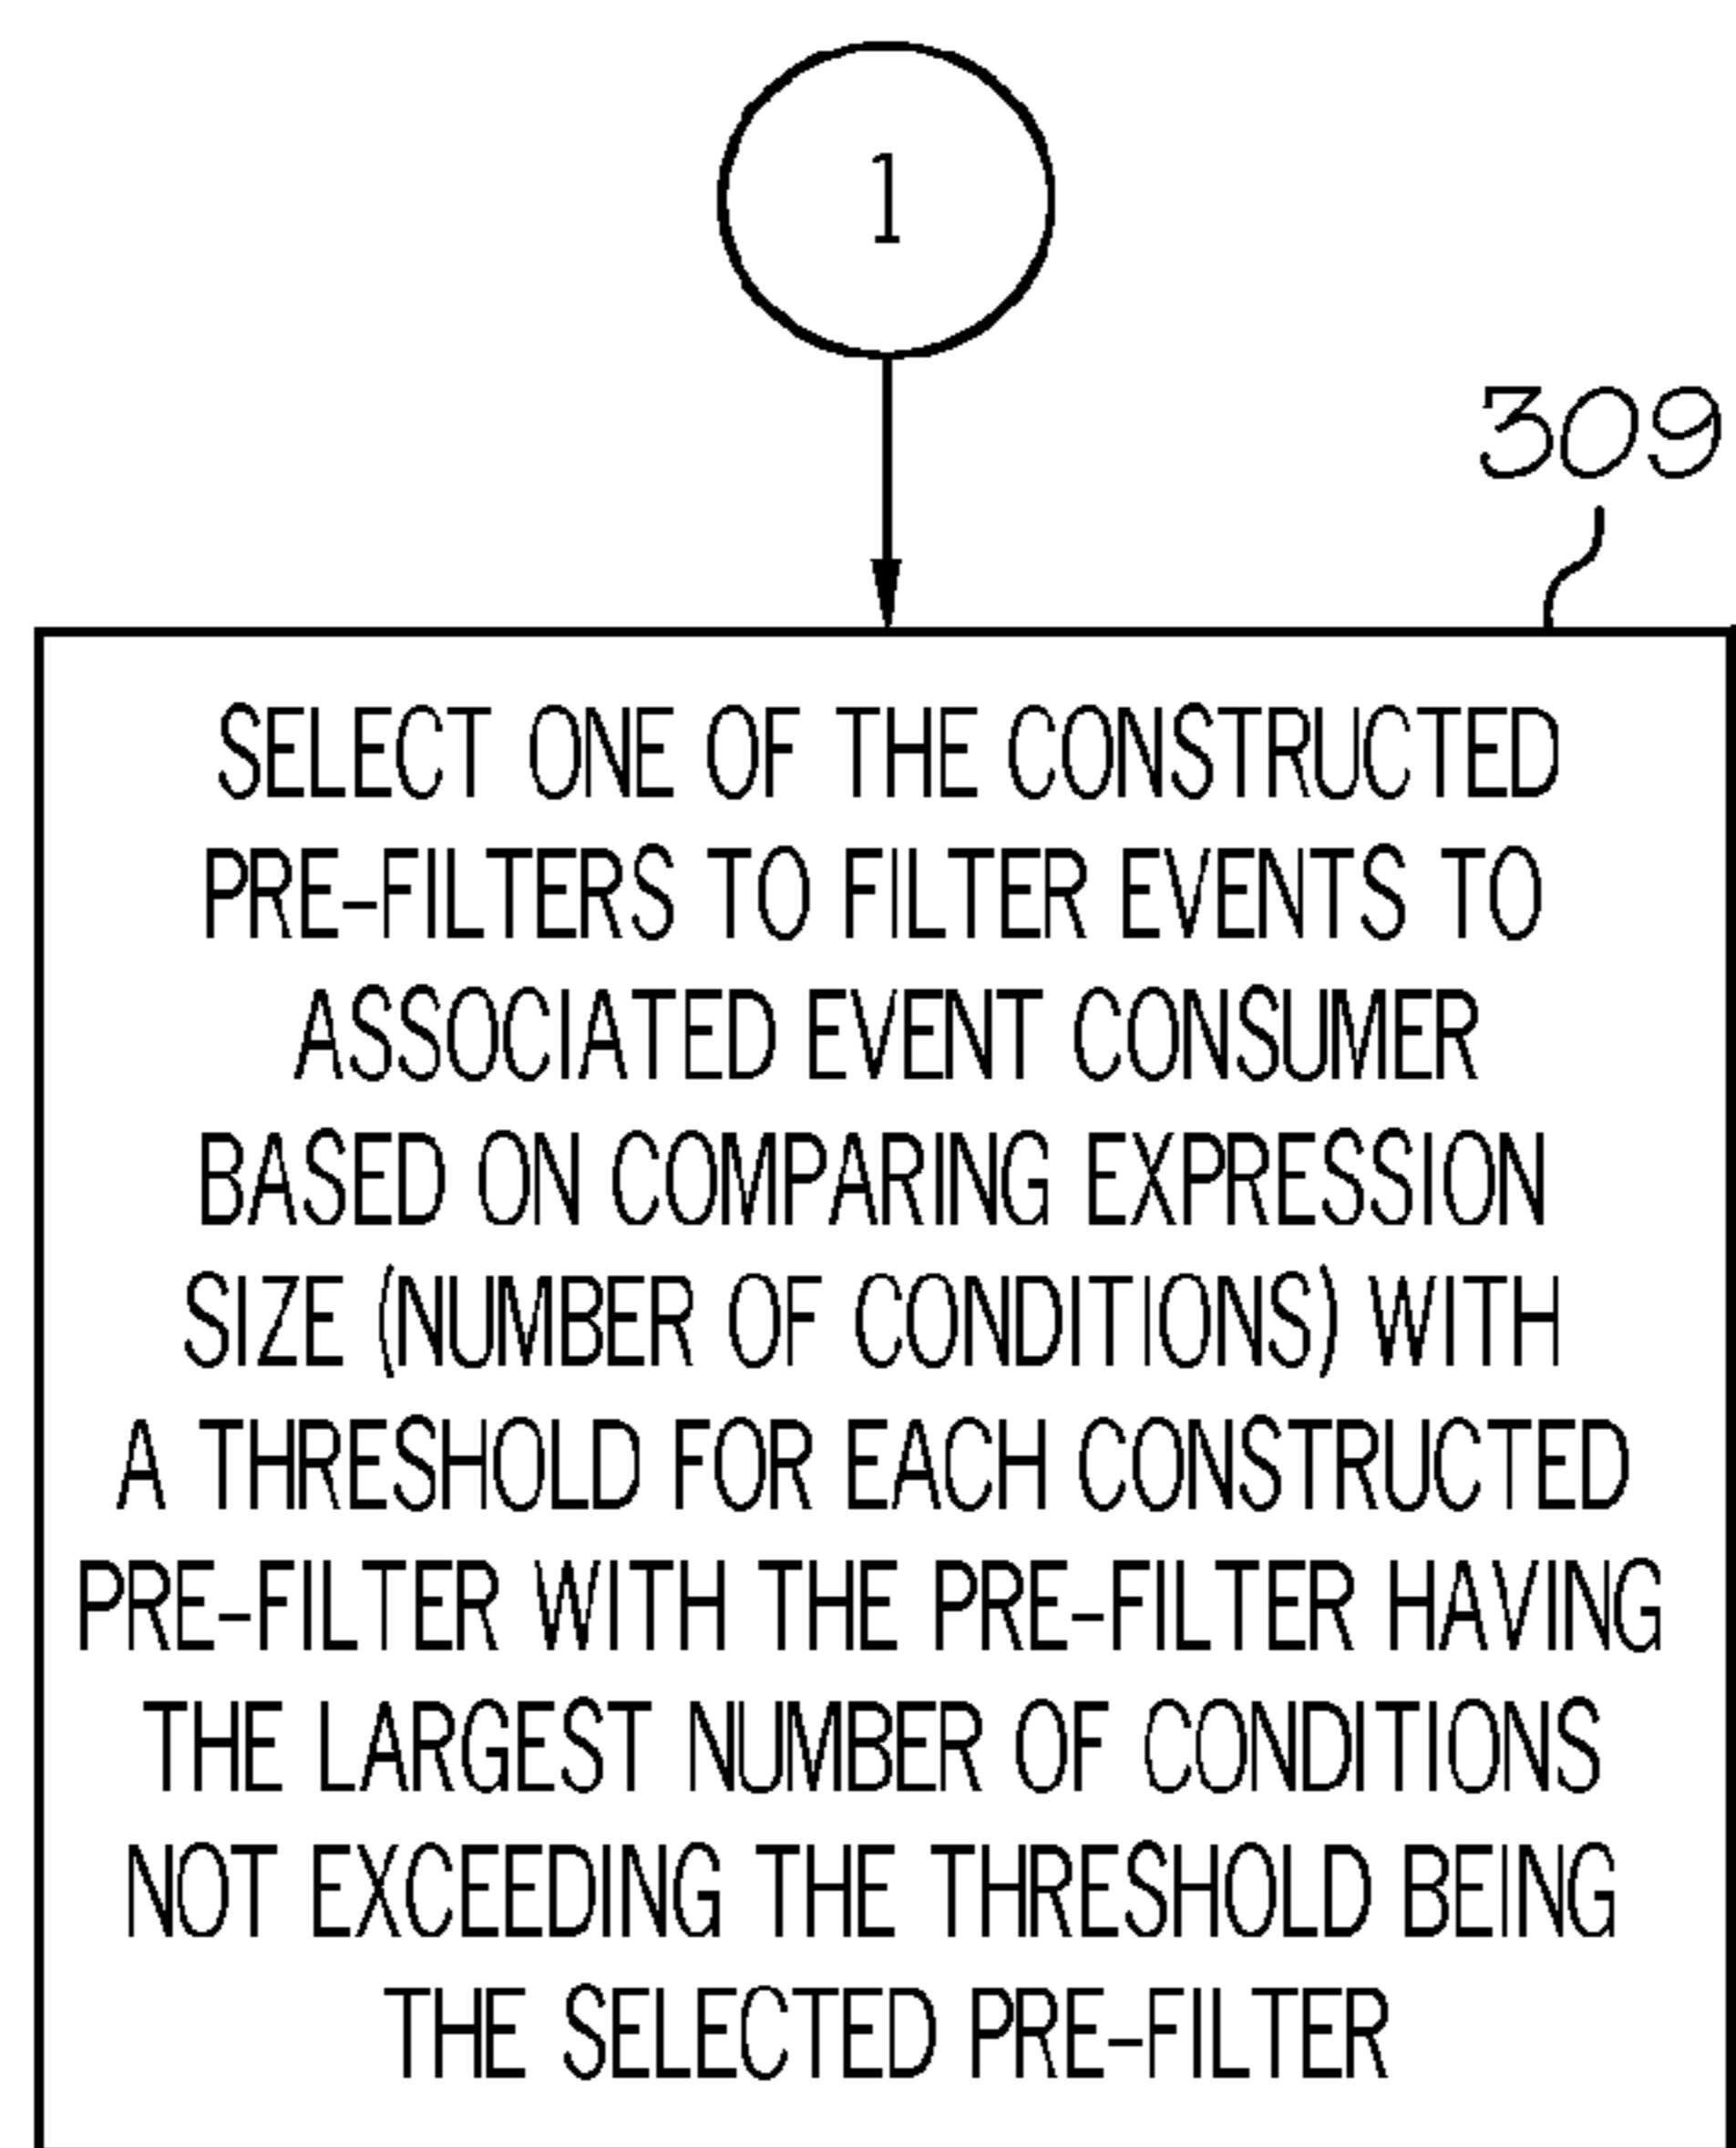 1
309
SELECT ONE OF THE CONSTRUCTED
PRE-FILTERS TO FILTER EVENTS TO
ASSOCIATED EVENT CONSUMER
BASED ON COMPARING EXPRESSION
SIZE (NUMBER OF CONDITIONS) WITH
A THRESHOLD FOR EACH CONSTRUCTED
PRE-FILTER WITH THE PRE-FILTER HAVING
THE LARGEST NUMBER OF CONDITIONS
NOT EXCEEDING THE THRESHOLD BEING
THE SELECTED PRE-FILTER